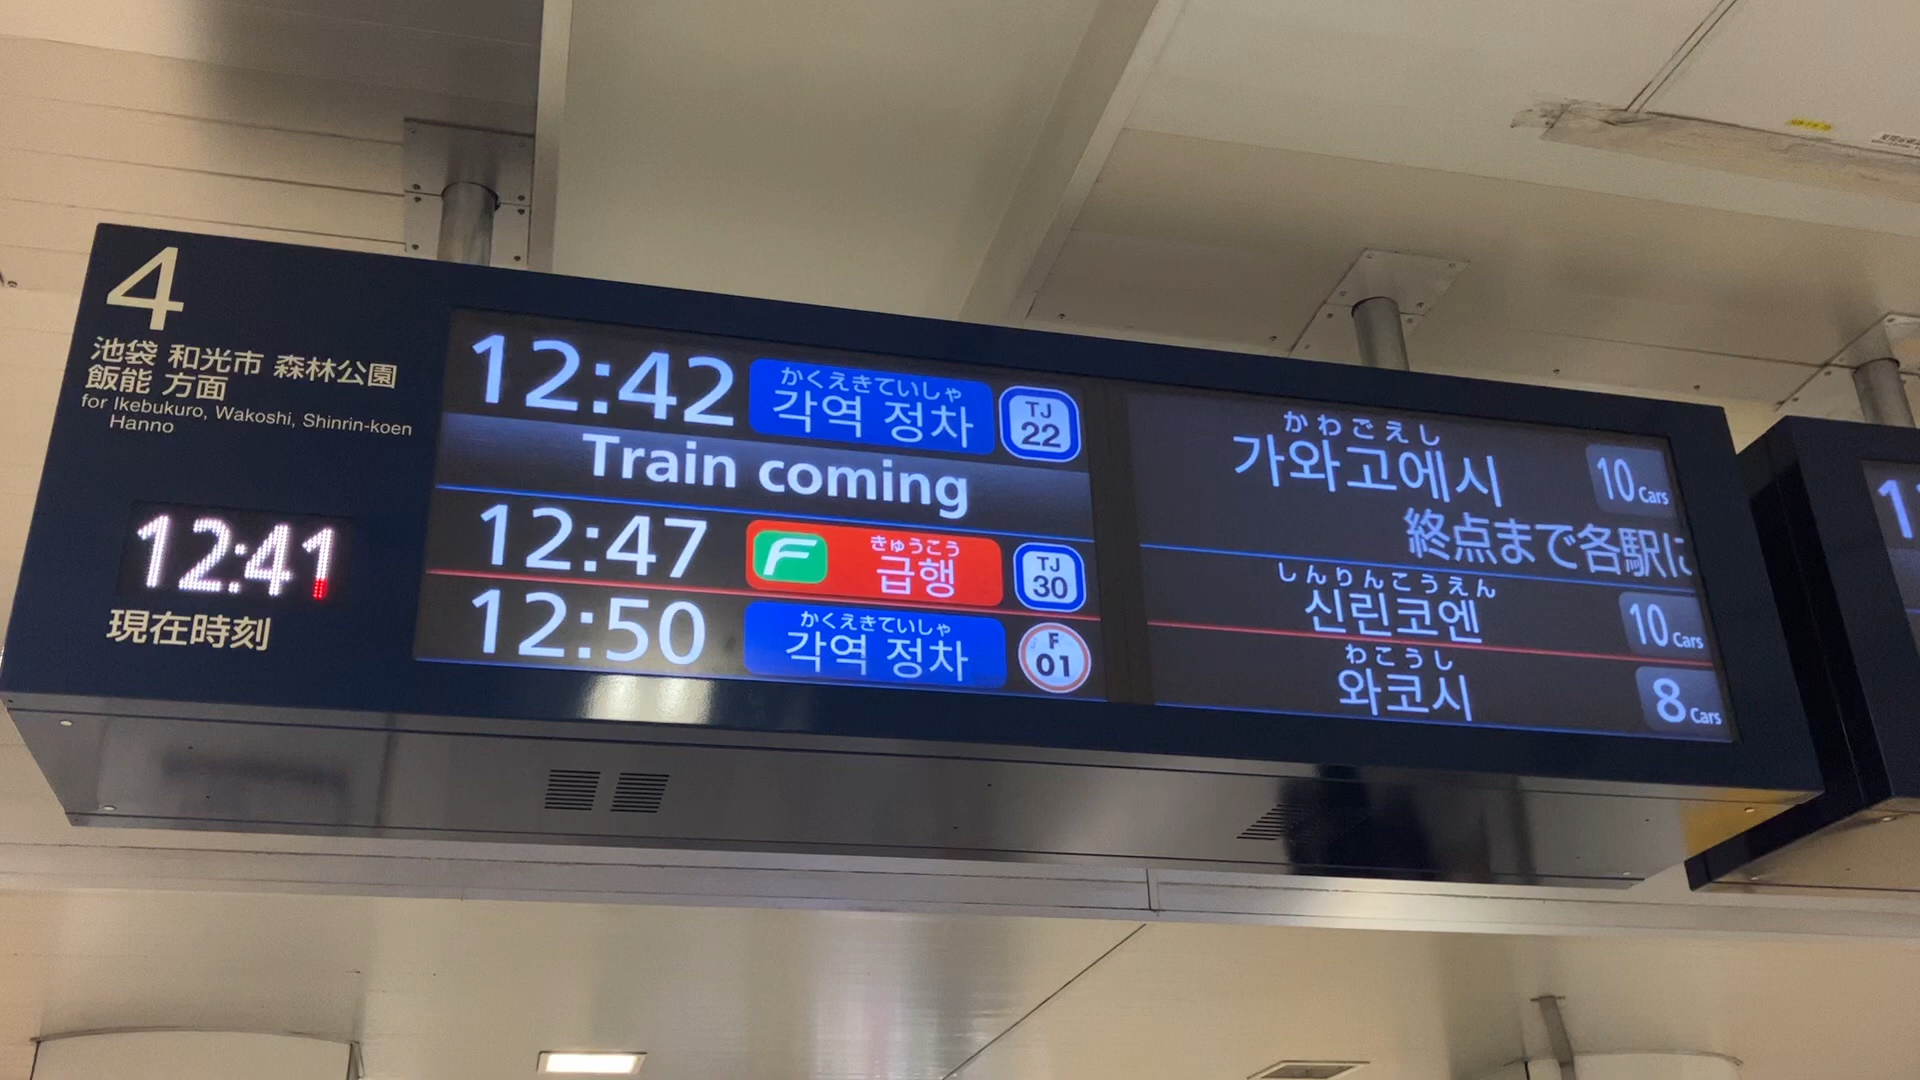 4
池袋 和光市 森林公園
飯能 方面
for Ikebukuro, Wakoshi, Shinrin-koen
Hanno
12:41
現在時刻
かくえきていしゃ
12:42 각역 정차 TJ 22
かわごえし
가와고에시 10 Cars
Train coming
終点まで各駅に
きゅうこう
12:47 F 급행 TJ 30
しんりんこうえん
신린코엔 10 Cars
かくえきていしゃ
12:50 각역 정차 F 01
わこうし
와코시 8 Cars